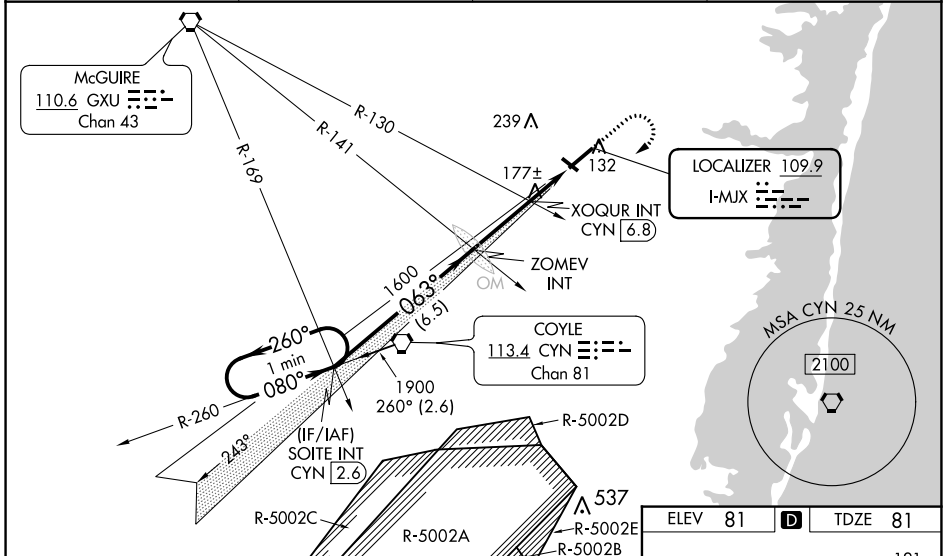 McGUIRE
110.6 GXU
Chan 43
R-130
R-141
R-169
239
177±
132
LOCALIZER 109.9
I-MJX
XOQUR INT
CYN 6.8
ZOMEV
INT
OM
1600
063°
(6.5)
COYLE
113.4 CYN
Chan 81
260°
1 min
080°
1900
260° (2.6)
R-260
243°
(IF/IAF)
SOITE INT
CYN 2.6
MSA CYN 25 NM
2100
R-5002D
R-5002C
R-5002A
537
R-5002E
R-5002B
ELEV 81 D TDZE 81